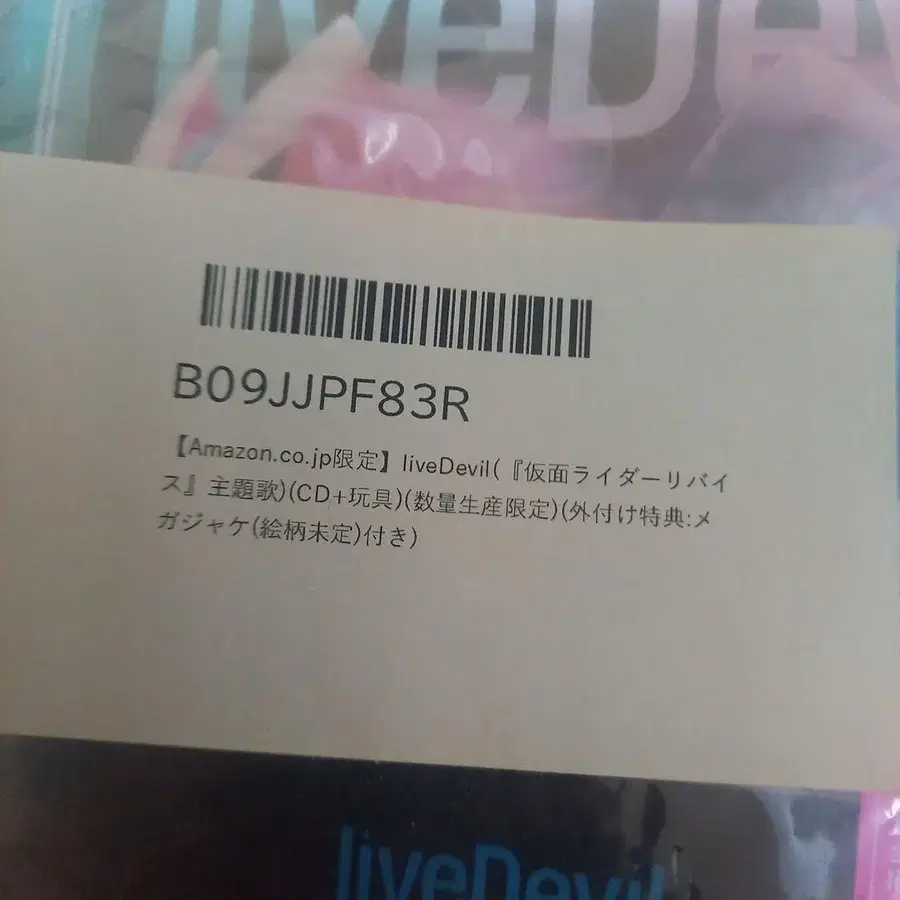 liveDevil
B09JJPF83R
【Amazon.co.jp限定】liveDevil(『仮面ライダーリバイ
ス』主題歌)(CD+玩具)(数量生産限定)(外付け特典:メ
ガジャケ(絵柄未定)付き)
liveDevil